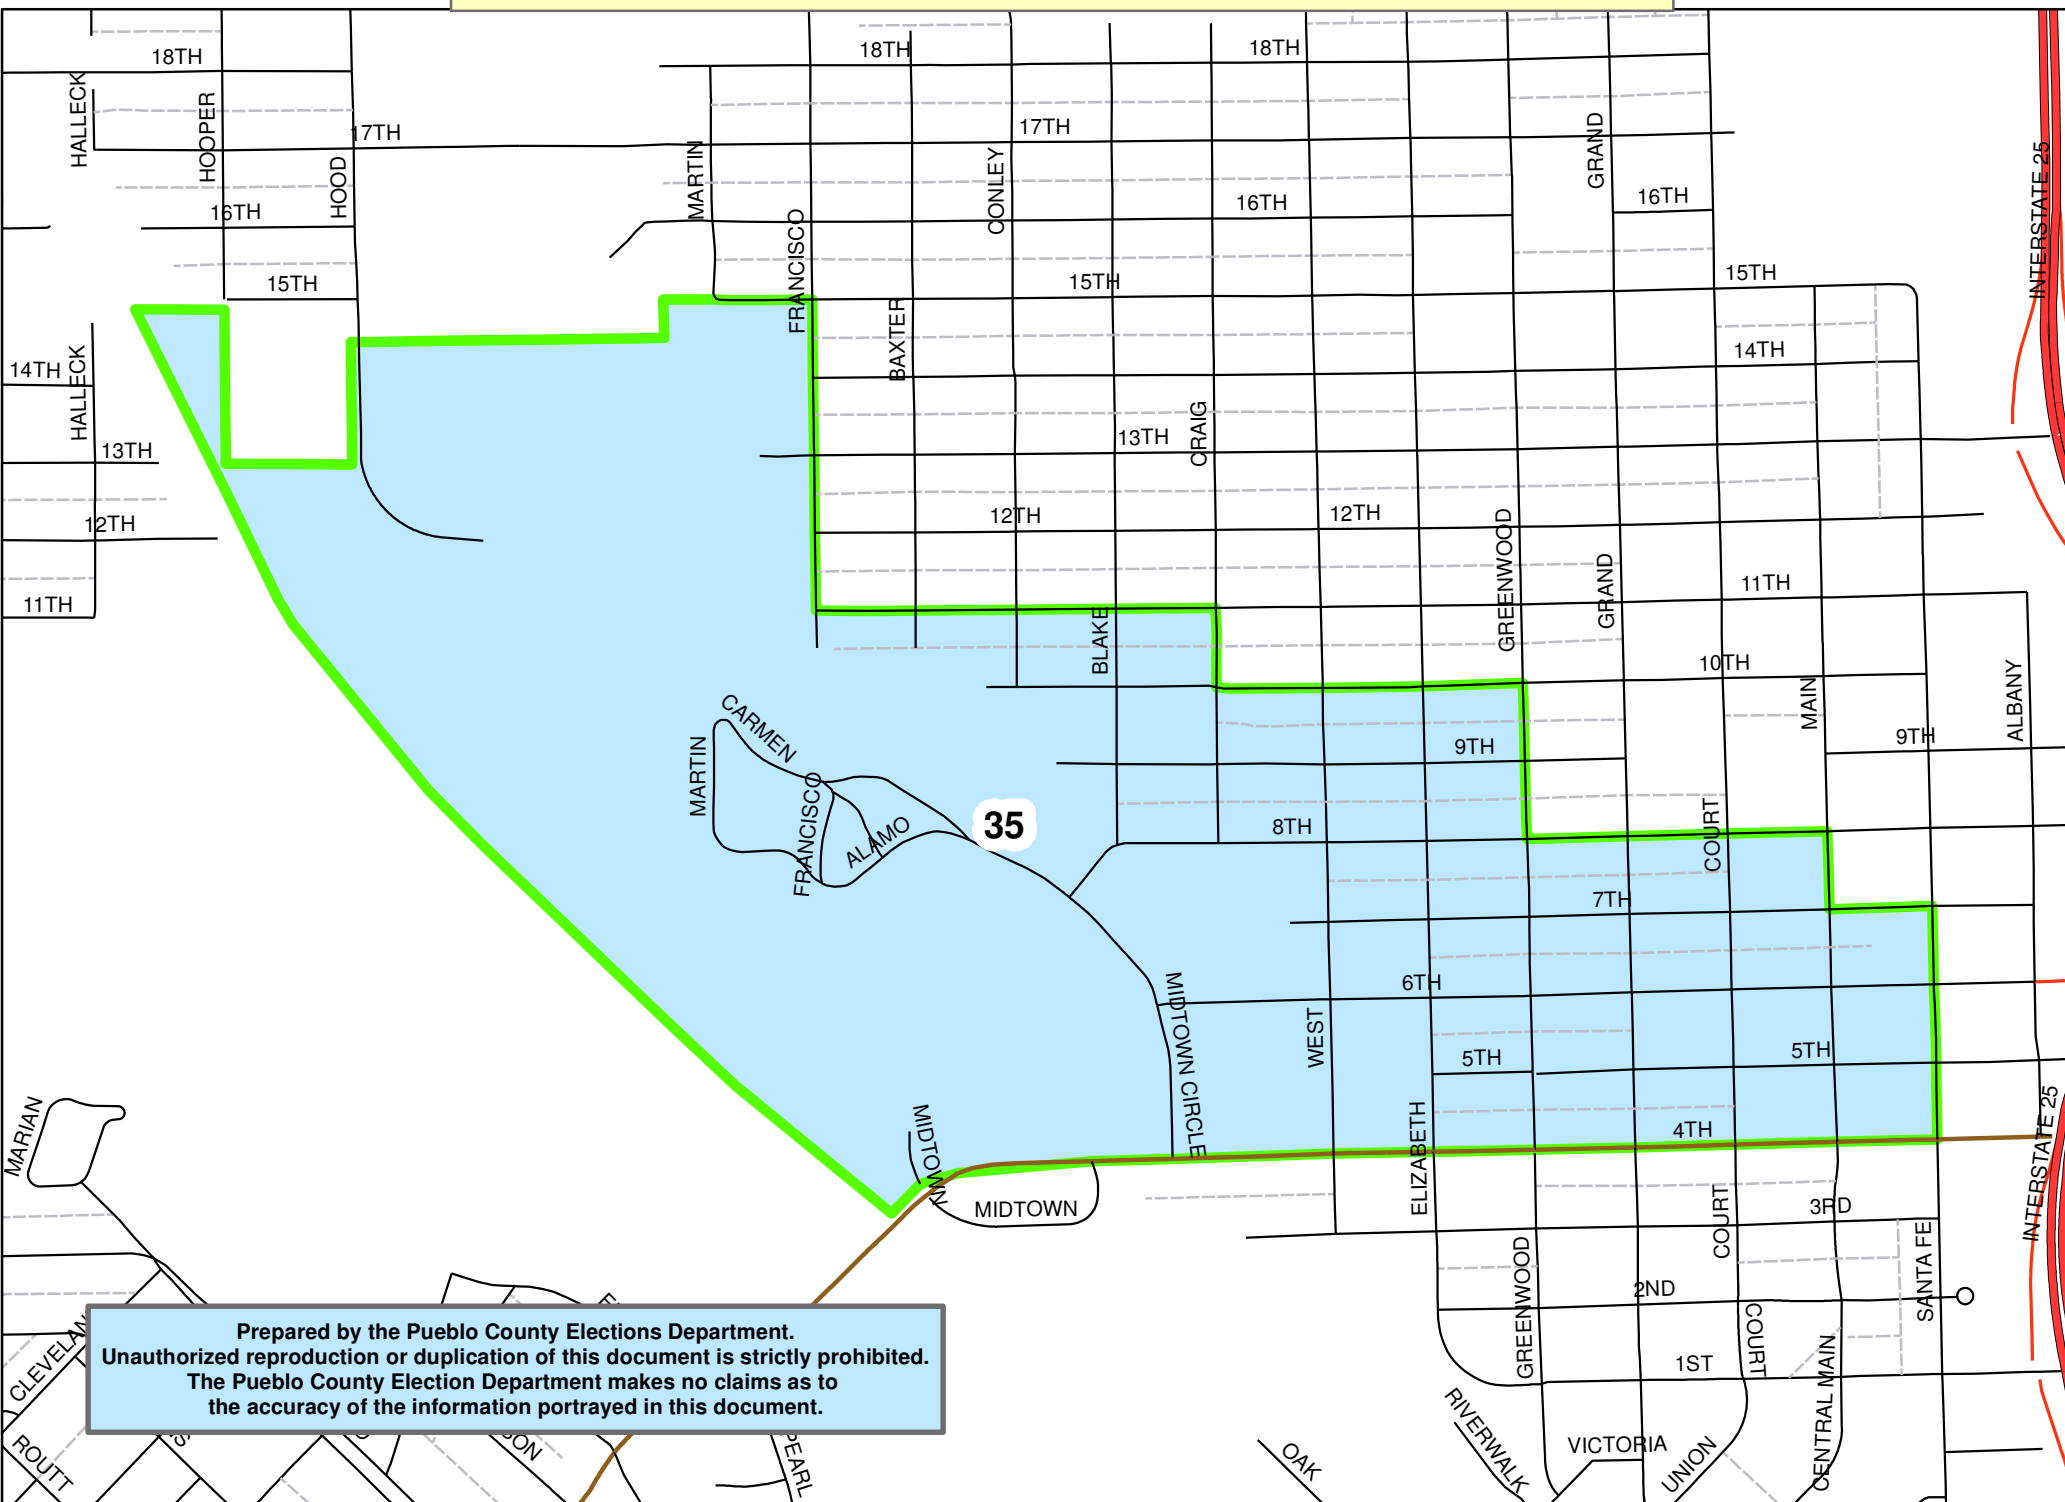 18TH
18TH
18TH
HALLECK
HOOPER
17TH
17TH
HOOD
MARTIN
CONLEY
GRAND
INTERSTATE 25
16TH
16TH
16TH
FRANCISCO
15TH
15TH
15TH
BAXTER
14TH
HALLECK
14TH
13TH
13TH
CRAIG
12TH
12TH
12TH
GREENWOOD
GRAND
11TH
11TH
BLAKE
10TH
MAIN
ALBANY
CARMEN
MARTIN
9TH
9TH
FRANCISCO
ALAMO
35
8TH
COURT
7TH
6TH
MIDTOWN CIRCLE
WEST
5TH
5TH
MARIAN
MIDTOWN
ELIZABETH
4TH
INTERSTATE 25
MIDTOWN
COURT
3RD
SANTA FE
GREENWOOD
2ND
COURT
CENTRAL MAIN
1ST
Prepared by the Pueblo County Elections Department.
Unauthorized reproduction or duplication of this document is strictly prohibited.
The Pueblo County Election Department makes no claims as to
the accuracy of the information portrayed in this document.
ROUTT
PEARL
OAK
RIVERWALK
VICTORIA
UNION